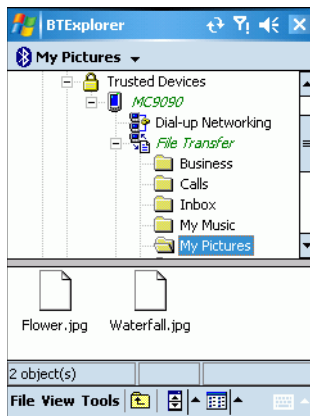 BTExplorer
My Pictures
Trusted Devices
MC9090
Dial-up Networking
File Transfer
Business
Calls
Inbox
My Music
My Pictures
Flower.jpg Waterfall.jpg
2 object(s)
File View Tools